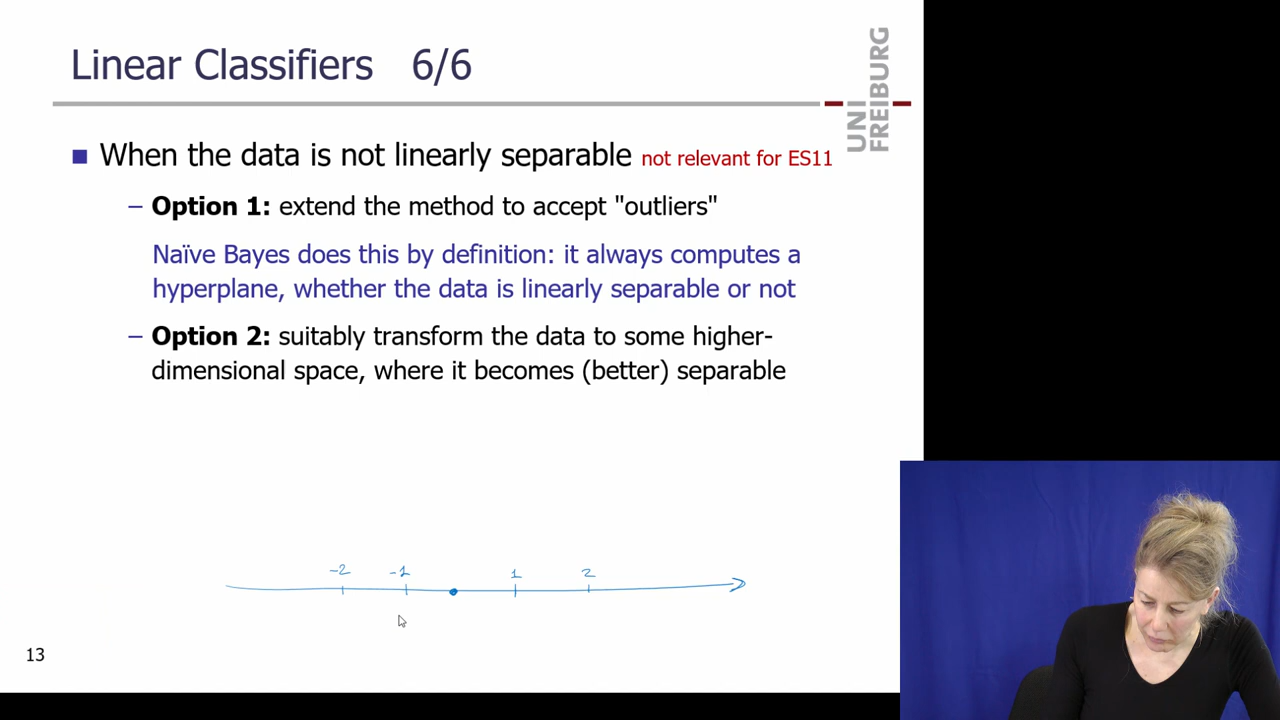 Linear Classifiers 6/6
UNI
FREIBURG
When the data is not linearly separable not relevant for ES11
– Option 1: extend the method to accept "outliers"
Naïve Bayes does this by definition: it always computes a
hyperplane, whether the data is linearly separable or not
– Option 2: suitably transform the data to some higher-
dimensional space, where it becomes (better) separable
-2 -1 1 2
13